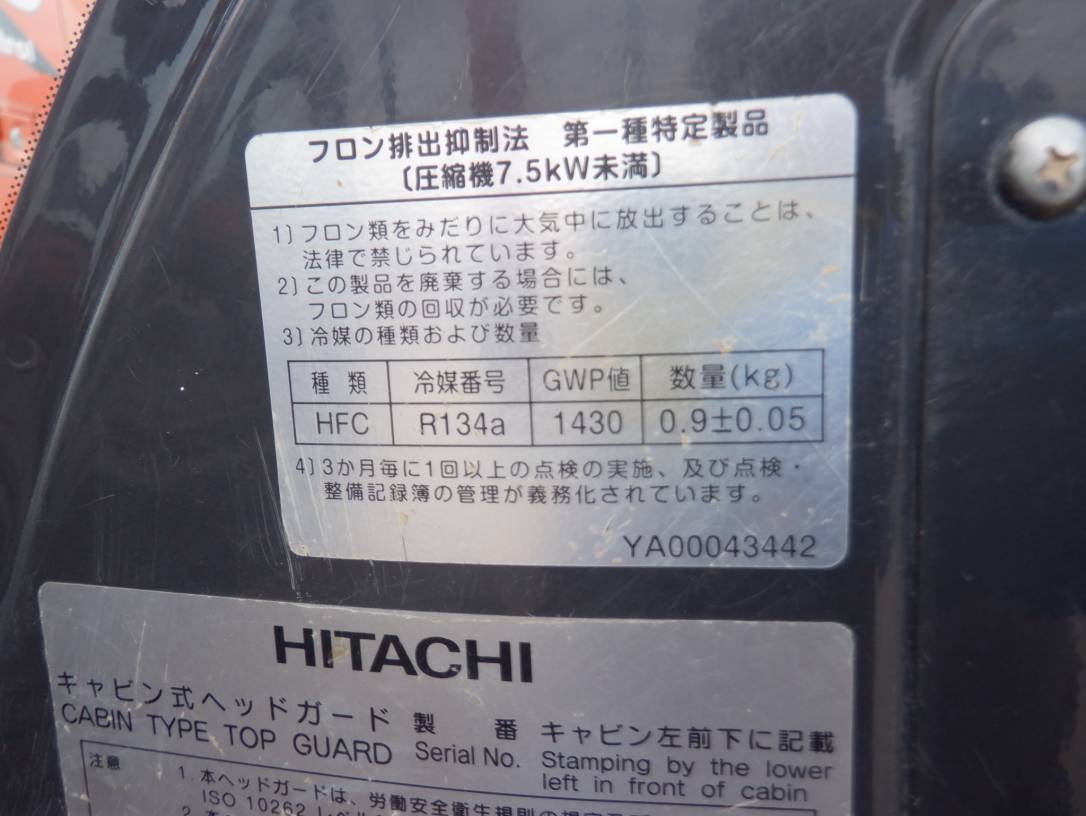 trol
フロン排出抑制法 第一種特定製品
〔圧縮機7.5kW未満〕
1) フロン類をみだりに大気中に放出することは、
法律で禁じられています。
2) この製品を廃棄する場合には、
フロン類の回収が必要です。
3) 冷媒の種類および数量
種類 冷媒番号 GWP値 数量(kg)
HFC R134a 1430 0.9±0.05
4) 3か月毎に1回以上の点検の実施、及び点検・
整備記録簿の管理が義務化されています。
YA00043442
HITACHI
キャビン式ヘッドガード 製番 キャビン左前下に記載
CABIN TYPE TOP GUARD Serial No. Stamping by the lower
left in front of cabin
注意 1. 本ヘッドガードは、労働安全衛生規則の規定
ISO 10262 レベル
2.